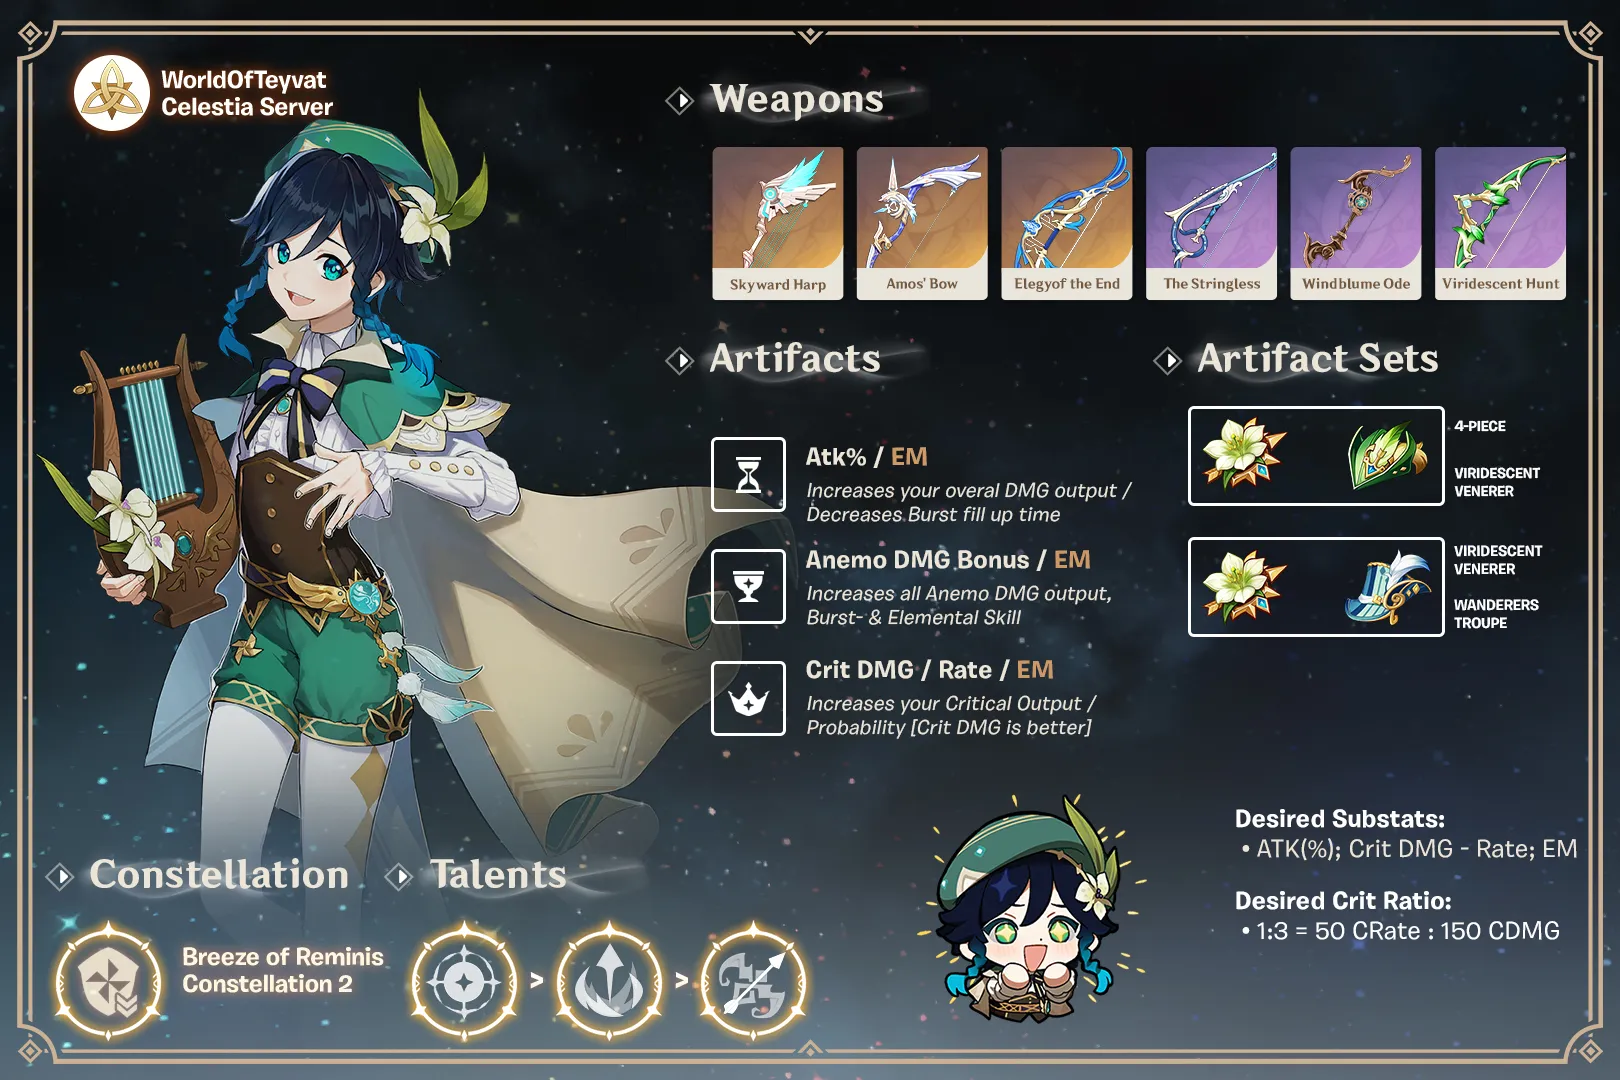 WorldOfTeyvat
Celestia Server
Weapons
Skyward Harp
Amos' Bow
Elegyof the End
The Stringless
Windblume Ode
Viridescent Hunt
Artifacts
Atk% / EM
Increases your overal DMG output /
Decreases Burst fill up time
Anemo DMG Bonus / EM
Increases all Anemo DMG output,
Burst- & Elemental Skill
Crit DMG / Rate / EM
Increases your Critical Output /
Probability [Crit DMG is better]
Artifact Sets
4-PIECE
VIRIDESCENT
VENERER
VIRIDESCENT
VENERER
WANDERERS
TROUPE
Desired Substats:
• ATK(%); Crit DMG - Rate; EM
Desired Crit Ratio:
• 1:3 = 50 CRate : 150 CDMG
Constellation
Breeze of Reminis
Constellation 2
Talents
> >